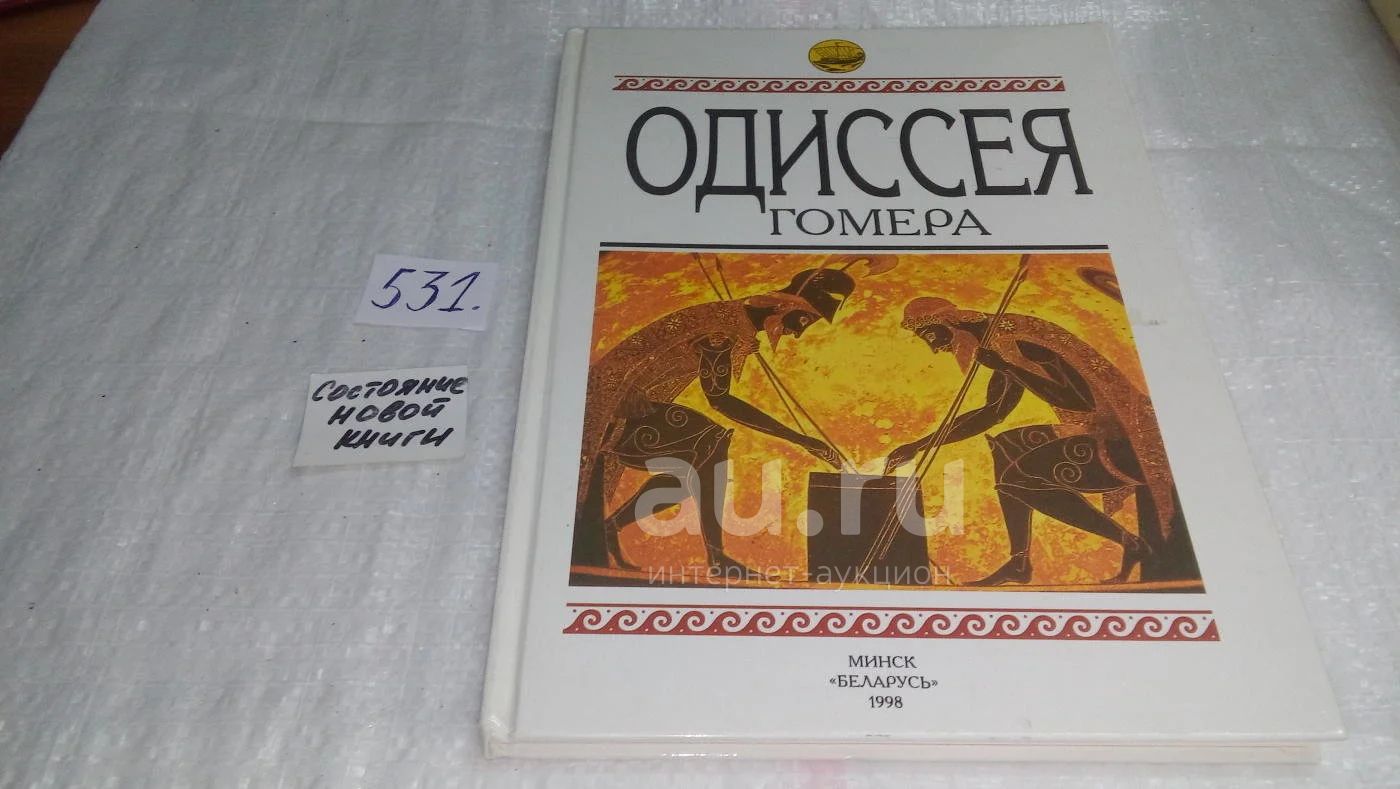 ОДИССЕЯ
ГОМЕРА
531.
Состояние
новой
книги
au.ru
интернет-аукцион
МИНСК
«БЕЛАРУСЬ»
1998